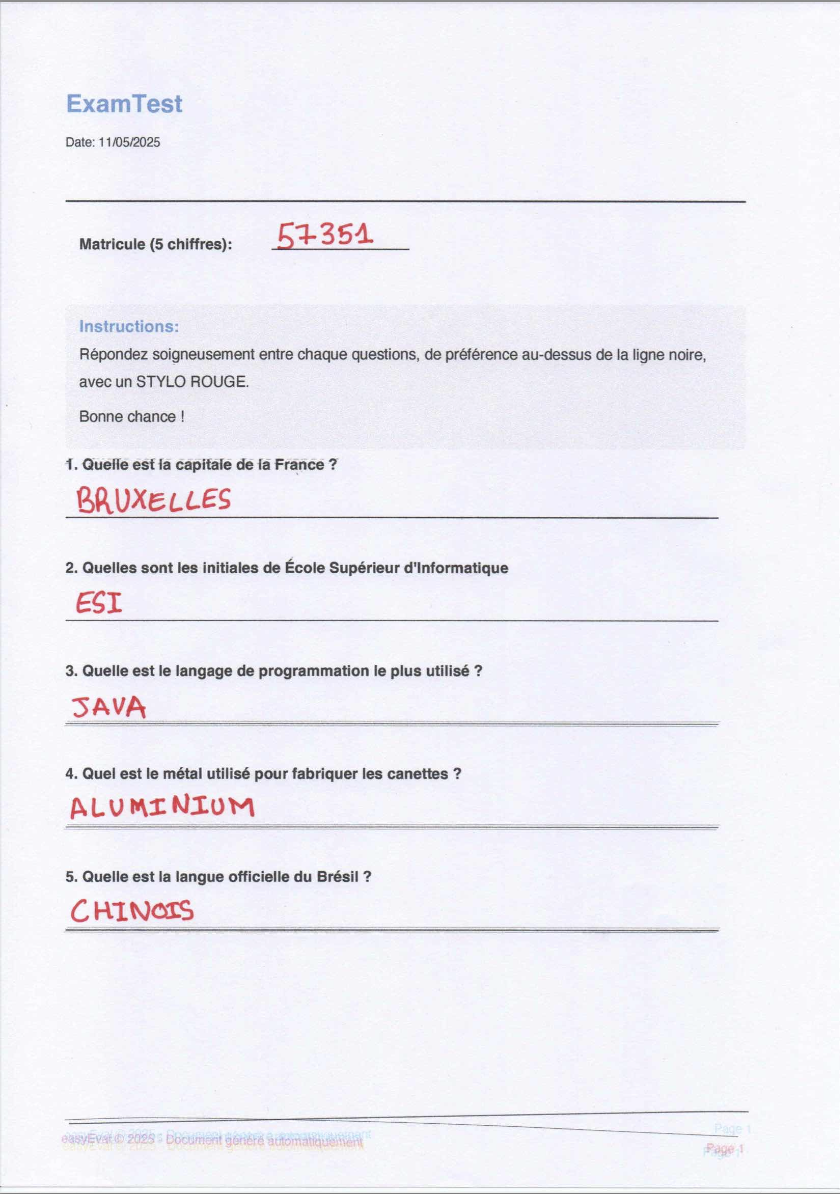 ExamTest
Date: 11/05/2025
Matricule (5 chiffres): 57351
Instructions:
Répondez soigneusement entre chaque questions, de préférence au-dessus de la ligne noire,
avec un STYLO ROUGE.
Bonne chance !
1. Quelle est la capitale de la France ?
BRUXELLES
2. Quelles sont les initiales de École Supérieur d'Informatique
ESI
3. Quelle est le langage de programmation le plus utilisé ?
JAVA
4. Quel est le métal utilisé pour fabriquer les canettes ?
ALUMINIUM
5. Quelle est la langue officielle du Brésil ?
CHINOIS
Page 1
easyEval © 2025 - Document généré automatiquement
Page 1